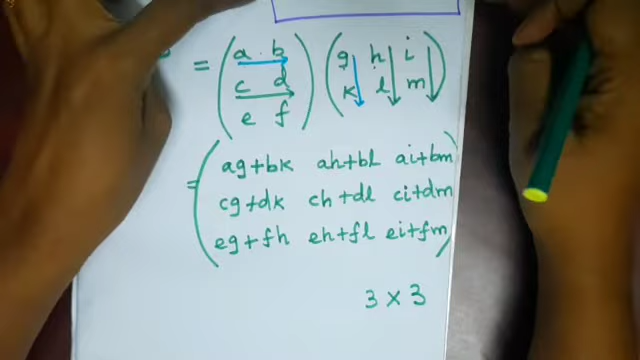 = ( a b ) ( g h i )
( c d ) ( k l m )
( e f )
= ( ag+bk ah+bl ai+bm )
( cg+dk ch+dl ci+dm )
( eg+fh eh+fl ei+fm )
3 × 3